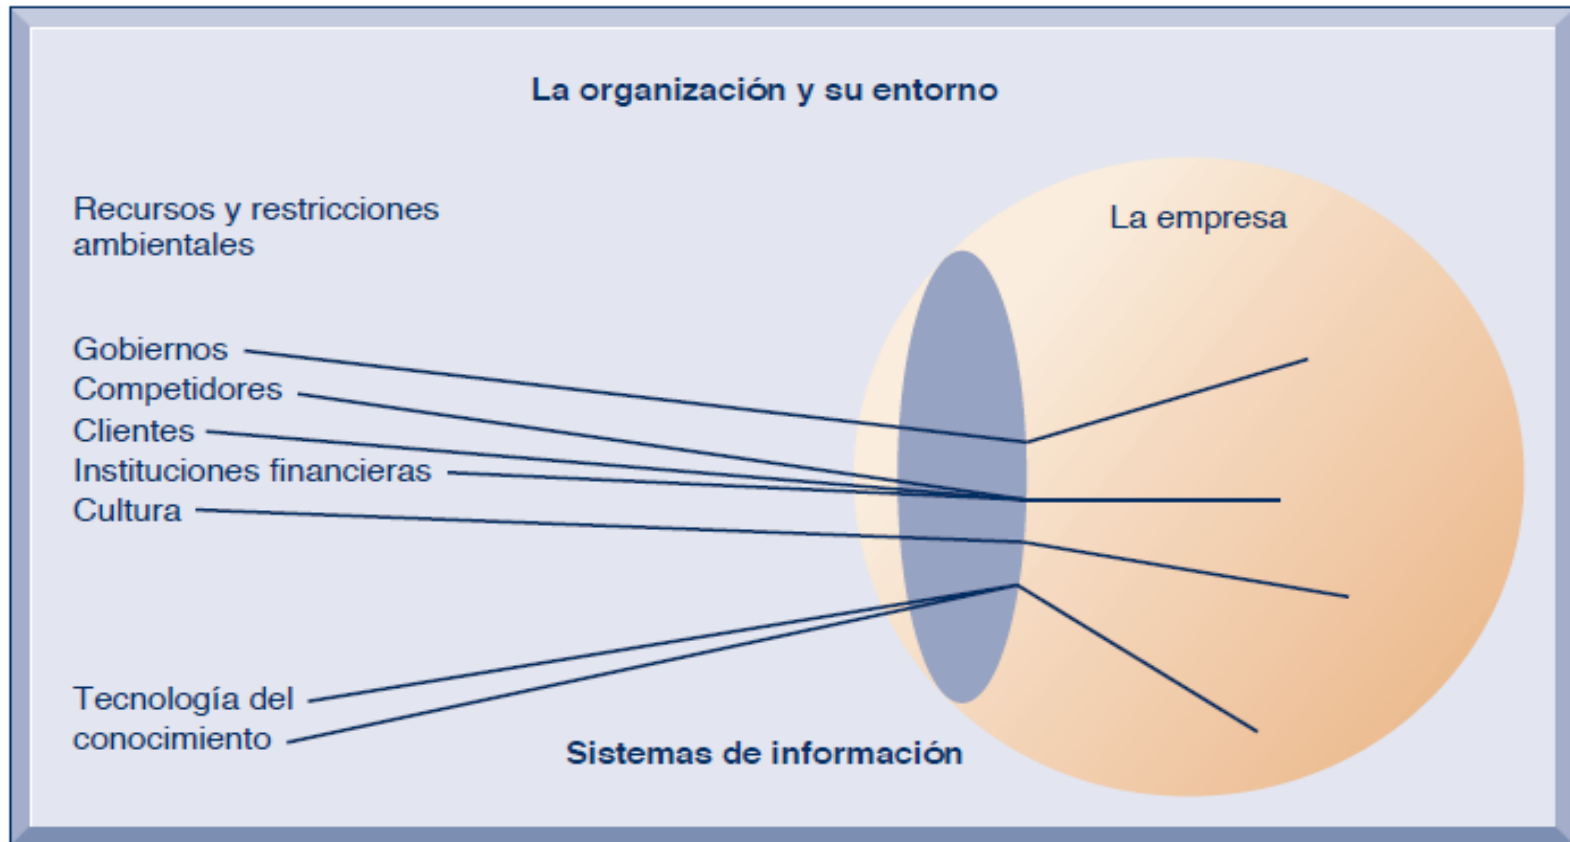 La organización y su entorno
Recursos y restricciones
ambientales
La empresa
Gobiernos
Competidores
Clientes
Instituciones financieras
Cultura
Tecnología del
conocimiento
Sistemas de información